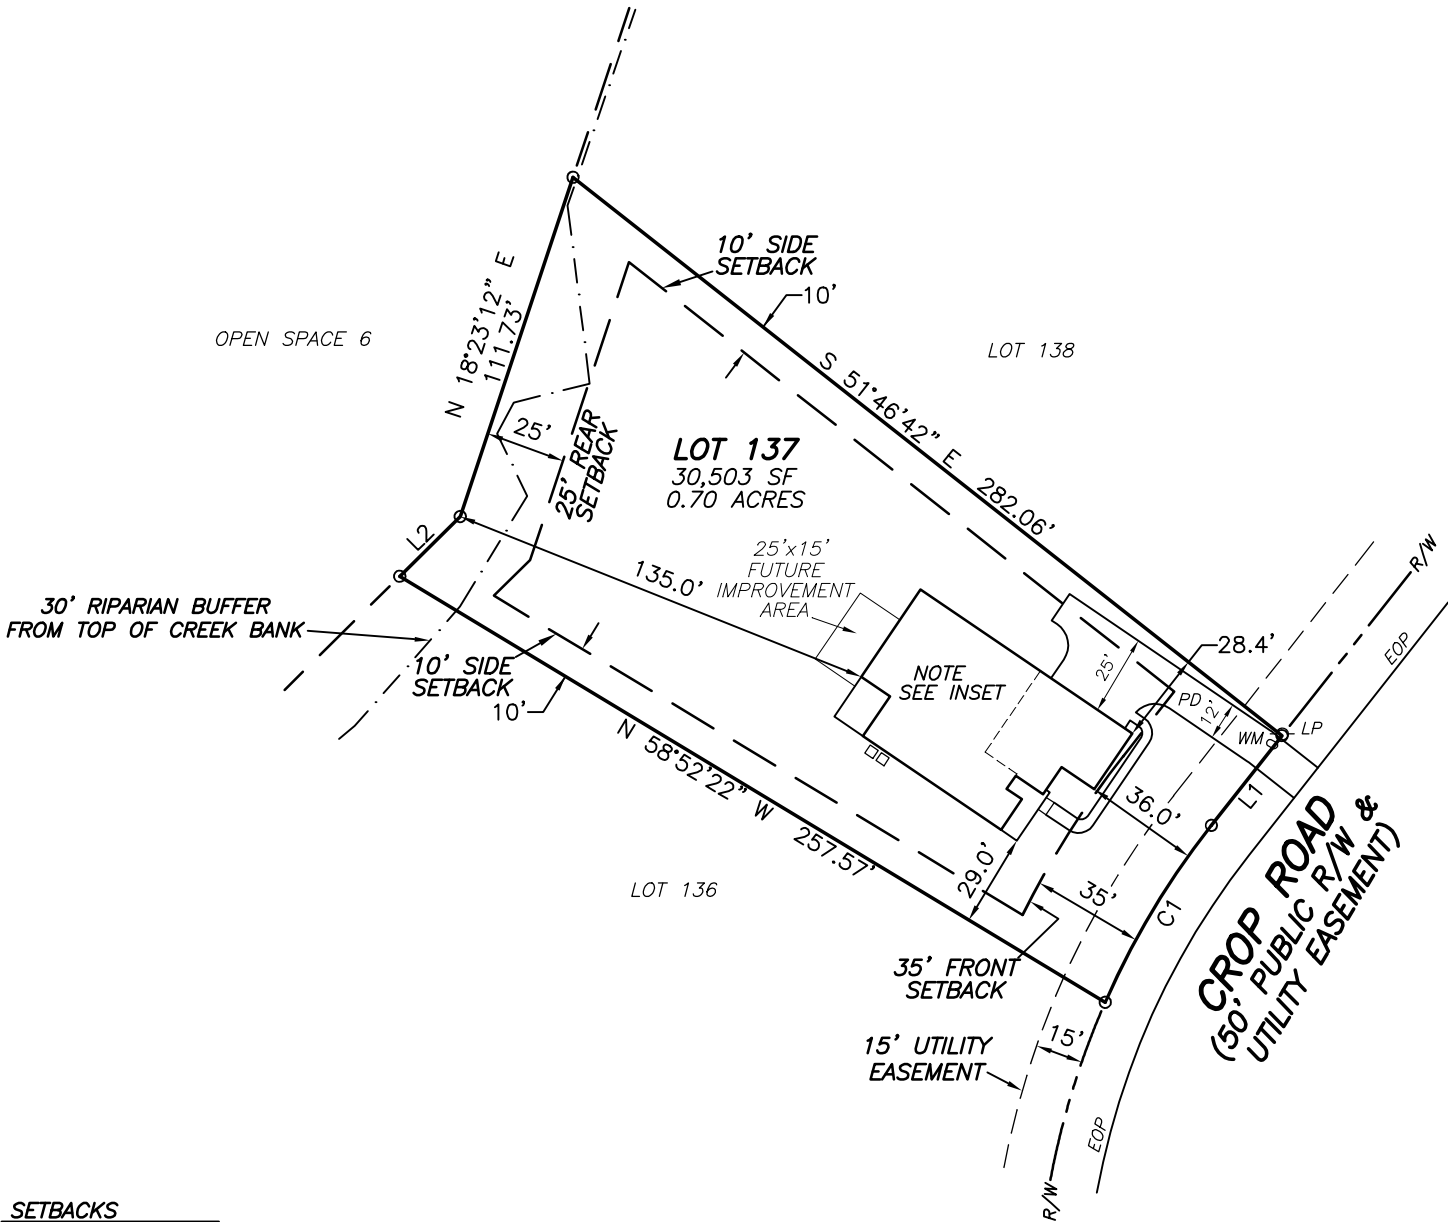 10' SIDE
SETBACK
10'
N 18°23'12" E
111.73'
OPEN SPACE 6
LOT 138
S 51°46'42" E 282.06'
25'
25' REAR
SETBACK
LOT 137
30,503 SF
0.70 ACRES
L2
135.0'
25'x15'
FUTURE
IMPROVEMENT
AREA
R/W
EOP
30' RIPARIAN BUFFER
FROM TOP OF CREEK BANK
10' SIDE
SETBACK
10'
NOTE
SEE INSET
25'
28.4'
PD
12'
WM
LP
N 58°52'22" W 257.57'
36.0'
L1
29.0'
35'
C1
LOT 136
CROP ROAD
(50' PUBLIC R/W &
UTILITY EASEMENT)
35' FRONT
SETBACK
15' UTILITY
EASEMENT
15'
EOP
R/W
SETBACKS